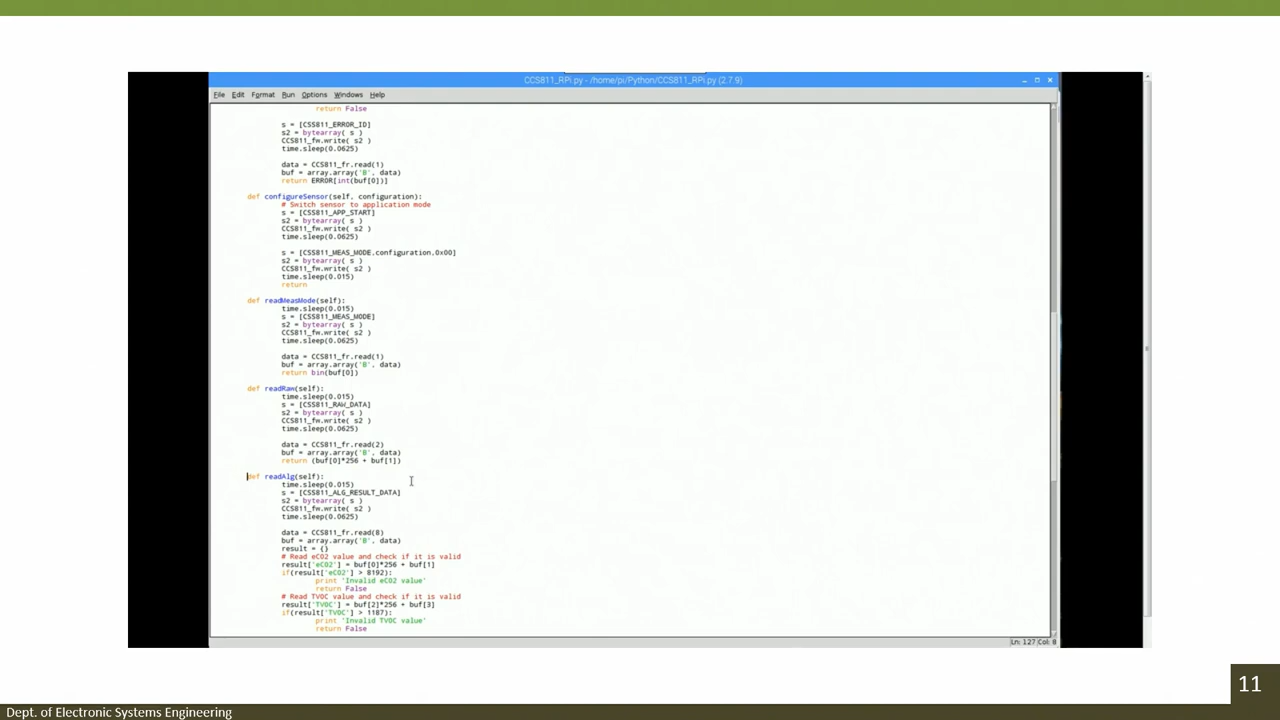 CCS811_RPi.py - /home/pi/Python/CCS811_RPi.py (2.7.9)
File Edit Format Run Options Windows Help
return False
s = [CSS811_ERROR_ID]
s2 = bytearray( s )
CCS811_fw.write( s2 )
time.sleep(0.0625)
data = CCS811_fr.read(1)
buf = array.array('B', data)
return ERROR[int(buf[0])]
def configureSensor(self, configuration):
# Switch sensor to application mode
s = [CSS811_APP_START]
s2 = bytearray( s )
CCS811_fw.write( s2 )
time.sleep(0.0625)
s = [CSS811_MEAS_MODE,configuration,0x00]
s2 = bytearray( s )
CCS811_fw.write( s2 )
time.sleep(0.015)
return
def readMeasMode(self):
time.sleep(0.015)
s = [CSS811_MEAS_MODE]
s2 = bytearray( s )
CCS811_fw.write( s2 )
time.sleep(0.0625)
data = CCS811_fr.read(1)
buf = array.array('B', data)
return bin(buf[0])
def readRaw(self):
time.sleep(0.015)
s = [CSS811_RAW_DATA]
s2 = bytearray( s )
CCS811_fw.write( s2 )
time.sleep(0.0625)
data = CCS811_fr.read(2)
buf = array.array('B', data)
return (buf[0]*256 + buf[1])
def readAlg(self):
time.sleep(0.015)
s = [CSS811_ALG_RESULT_DATA]
s2 = bytearray( s )
CCS811_fw.write( s2 )
time.sleep(0.0625)
data = CCS811_fr.read(8)
buf = array.array('B', data)
result = {}
# Read eCO2 value and check if it is valid
result['eCO2'] = buf[0]*256 + buf[1]
if(result['eCO2'] > 8192):
print 'Invalid eCO2 value'
return False
# Read TVOC value and check if it is valid
result['TVOC'] = buf[2]*256 + buf[3]
if(result['TVOC'] > 1187):
print 'Invalid TVOC value'
return False
Ln: 127 Col: 8
11
Dept. of Electronic Systems Engineering